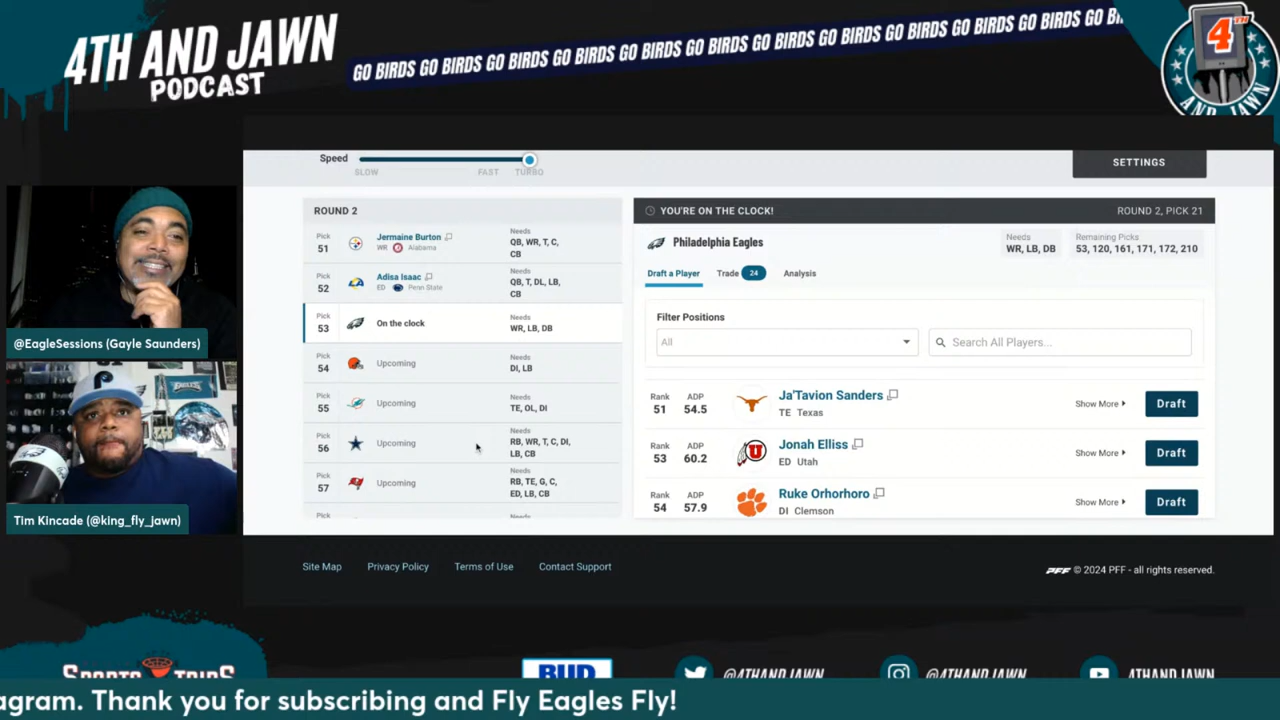 4TH AND JAWN
PODCAST
GO BIRDS GO BIRDS GO BIRDS GO BIRDS GO BIRDS GO BIRDS GO BIRDS GO BIRDS GO
4TH
AND JAWN
Speed
SLOW
FAST
TURBO
SETTINGS
ROUND 2
Pick
51
Jermaine Burton
WR Alabama
Needs
QB, WR, T, C,
CB
Pick
52
Adisa Isaac
ED Penn State
Needs
QB, T, DL, LB,
CB
Pick
53
On the clock
Needs
WR, LB, DB
Pick
54
Upcoming
Needs
DI, LB
Pick
55
Upcoming
Needs
TE, OL, DI
Pick
56
Upcoming
Needs
RB, WR, T, C, DI,
LB, CB
Pick
57
Upcoming
Needs
RB, TE, G, C,
ED, LB, CB
Pick
Needs
YOU'RE ON THE CLOCK!
ROUND 2, PICK 21
Philadelphia Eagles
Needs
WR, LB, DB
Remaining Picks
53, 120, 161, 171, 172, 210
Draft a Player
Trade 24
Analysis
Filter Positions
All
Search All Players...
Rank
51
ADP
54.5
Ja'Tavion Sanders
TE Texas
Show More
Draft
Rank
53
ADP
60.2
Jonah Elliss
ED Utah
Show More
Draft
Rank
54
ADP
57.9
Ruke Orhorhoro
DI Clemson
Show More
Draft
@EagleSessions (Gayle Saunders)
Tim Kincade (@king_fly_jawn)
Site Map
Privacy Policy
Terms of Use
Contact Support
PFF © 2024 PFF - all rights reserved.
SPORTS TRIPS
BUD
@4THANDJAWN
@4THANDJAWN
4THANDJAWN
agram. Thank you for subscribing and Fly Eagles Fly!